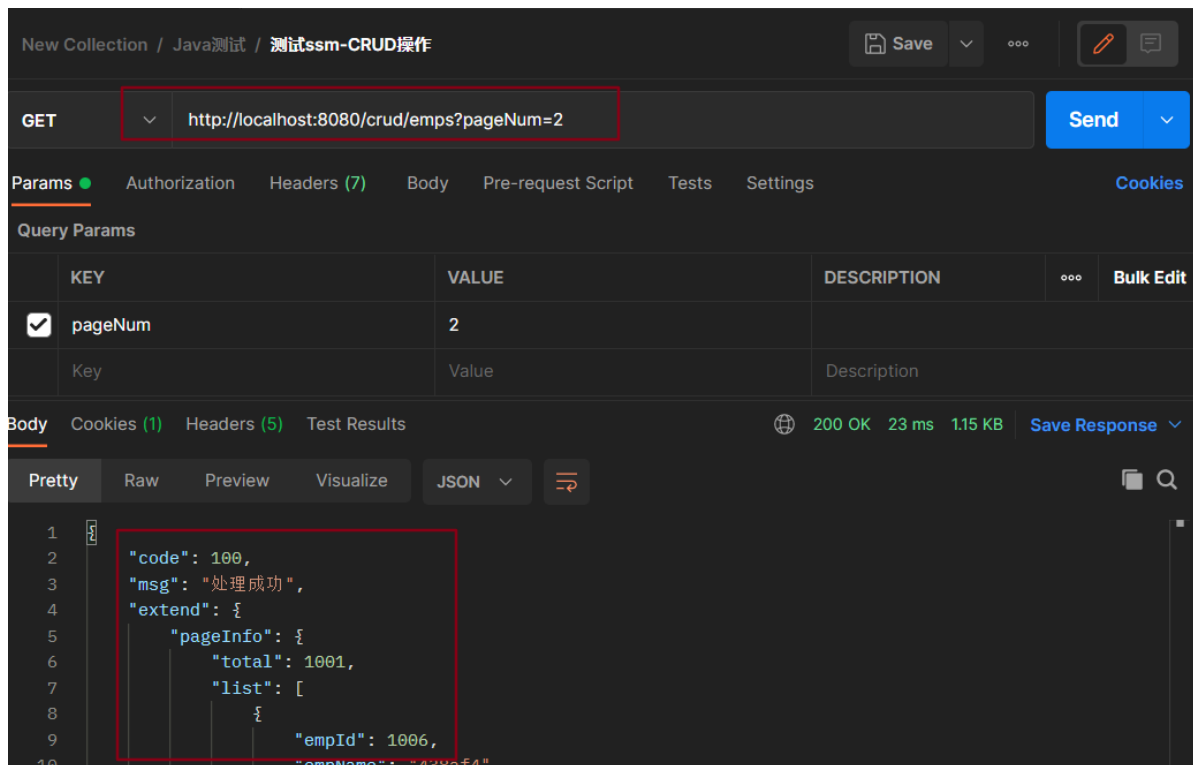 New Collection / Java测试 / 测试ssm-CRUD操作 Save
GET http://localhost:8080/crud/emps?pageNum=2 Send
Params Authorization Headers (7) Body Pre-request Script Tests Settings Cookies
Query Params
KEY VALUE DESCRIPTION Bulk Edit
pageNum 2
Key Value Description
Body Cookies (1) Headers (5) Test Results 200 OK 23 ms 1.15 KB Save Response
Pretty Raw Preview Visualize JSON
1 {
2 "code": 100,
3 "msg": "处理成功",
4 "extend": {
5 "pageInfo": {
6 "total": 1001,
7 "list": [
8 {
9 "empId": 1006,
10 "empName": "438af4"